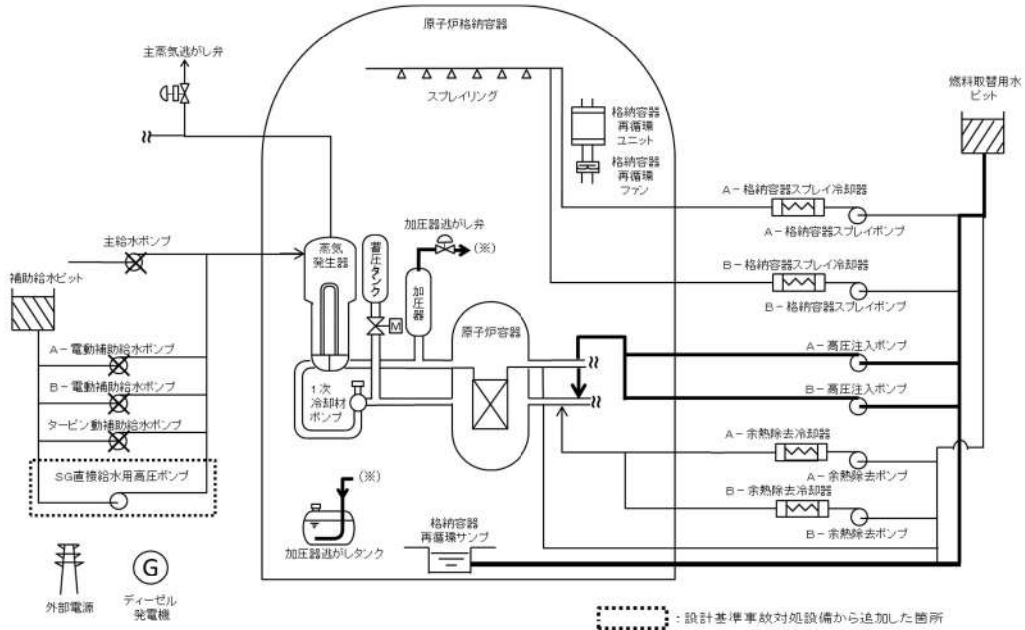 原子炉格納容器
主蒸気逃がし弁
スプレイリング
格納容器
再循環
ユニット
格納容器
再循環
ファン
燃料取替用水
ピット
A-格納容器スプレイ冷却器
A-格納容器スプレイポンプ
B-格納容器スプレイ冷却器
B-格納容器スプレイポンプ
主給水ポンプ
補助給水ピット
蒸気
発生器
蓄圧タンク
加圧器逃がし弁
(※)
加圧器
M
原子炉容器
A-高圧注入ポンプ
B-高圧注入ポンプ
A-電動補助給水ポンプ
B-電動補助給水ポンプ
タービン動補助給水ポンプ
SG直接給水用高圧ポンプ
1次
冷却材
ポンプ
A-余熱除去冷却器
A-余熱除去ポンプ
B-余熱除去冷却器
B-余熱除去ポンプ
(※)
加圧器逃がしタンク
格納容器
再循環サンプ
外部電源
G
ディーゼル
発電機
:設計基準事故対処設備から追加した箇所